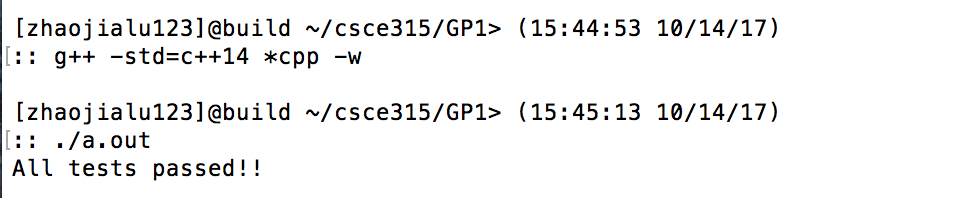 [zhaojialu123]@build ~/csce315/GP1> (15:44:53 10/14/17)
[:: g++ -std=c++14 *cpp -w
[zhaojialu123]@build ~/csce315/GP1> (15:45:13 10/14/17)
[:: ./a.out
All tests passed!!